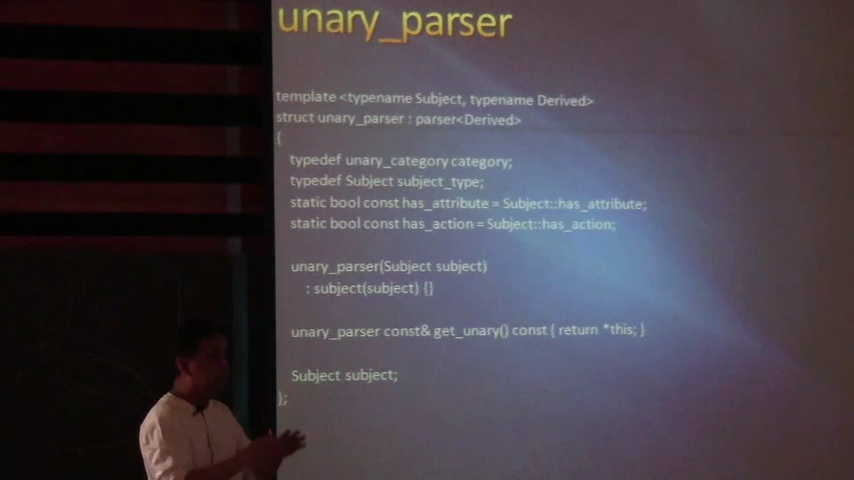 unary_parser
template <typename Subject, typename Derived>
struct unary_parser : parser<Derived>
{
typedef unary_category category;
typedef Subject subject_type;
static bool const has_attribute = Subject::has_attribute;
static bool const has_action = Subject::has_action;
unary_parser(Subject subject)
: subject(subject) {}
unary_parser const& get_unary() const { return *this; }
Subject subject;
};